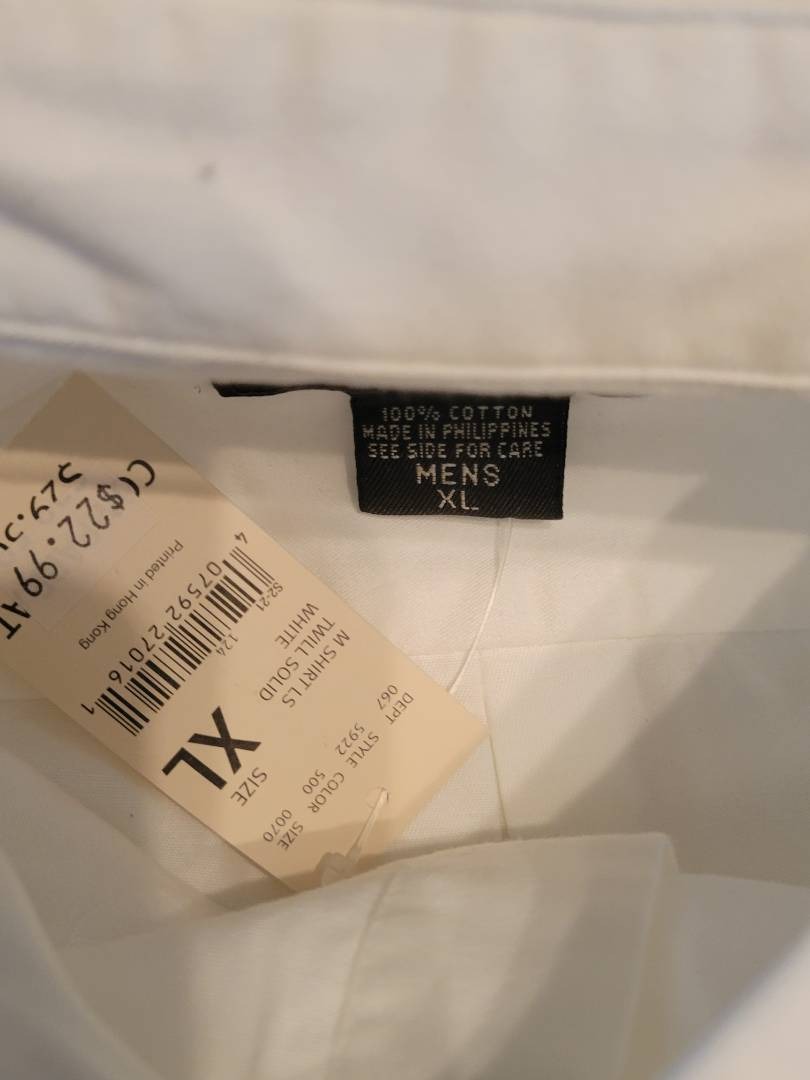 100% COTTON
MADE IN PHILIPPINES
SEE SIDE FOR CARE
MENS
XL
DEPT STYLE COLOR SIZE
067 5922 500 0070
M SHIRT LS
TWILL SOLID
WHITE
SIZE
XL
S2-21
124
4 07592 27016 1
Printed in Hong Kong
$22.99